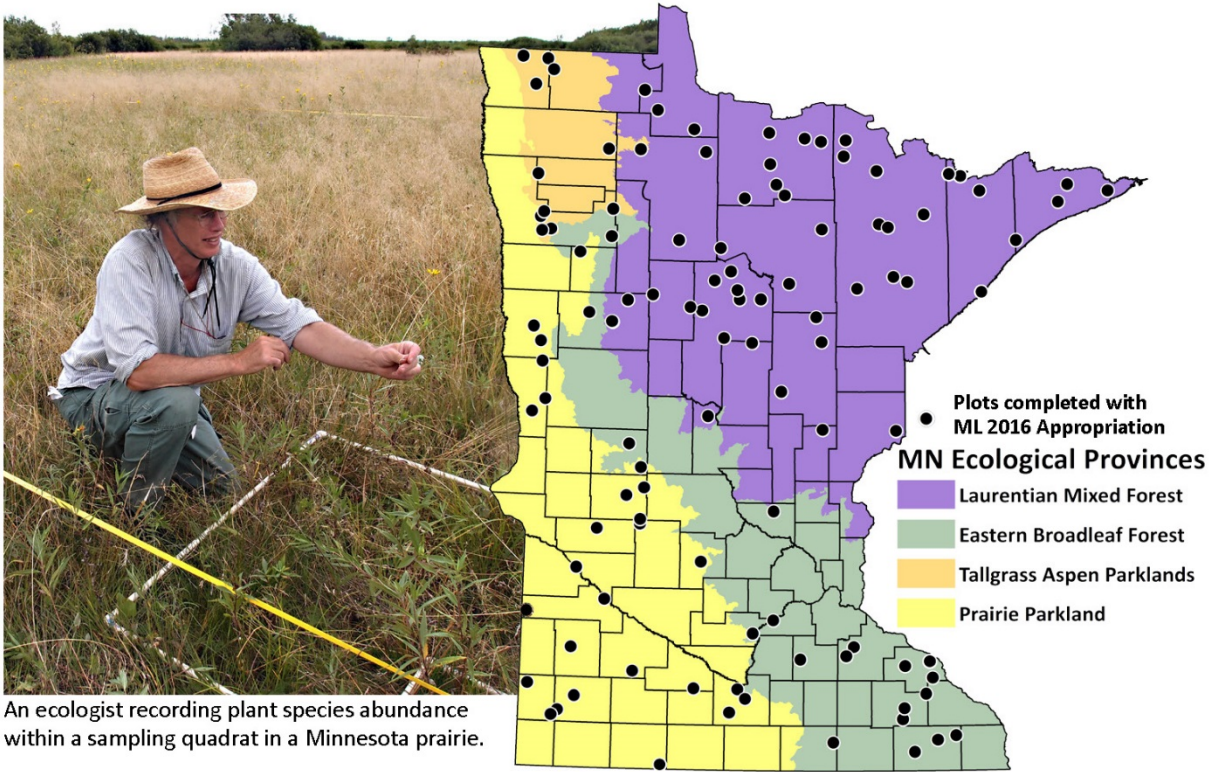 Plots completed with
ML 2016 Appropriation
MN Ecological Provinces
Laurentian Mixed Forest
Eastern Broadleaf Forest
Tallgrass Aspen Parklands
Prairie Parkland
An ecologist recording plant species abundance
within a sampling quadrat in a Minnesota prairie.